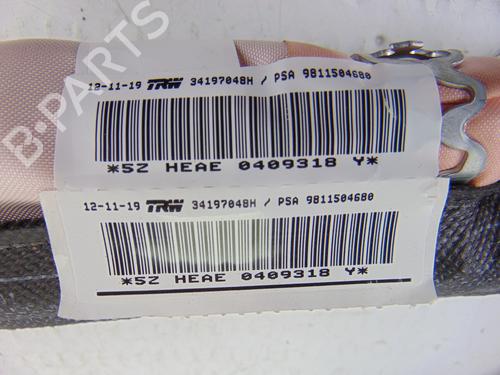 B-PARTS
12-11-19 TRW 34197048H / PSA 9811504680
*5Z HEAE 0409318 Y*
12-11-19 TRW 34197048H / PSA 9811504680
*5Z HEAE 0409318 Y*